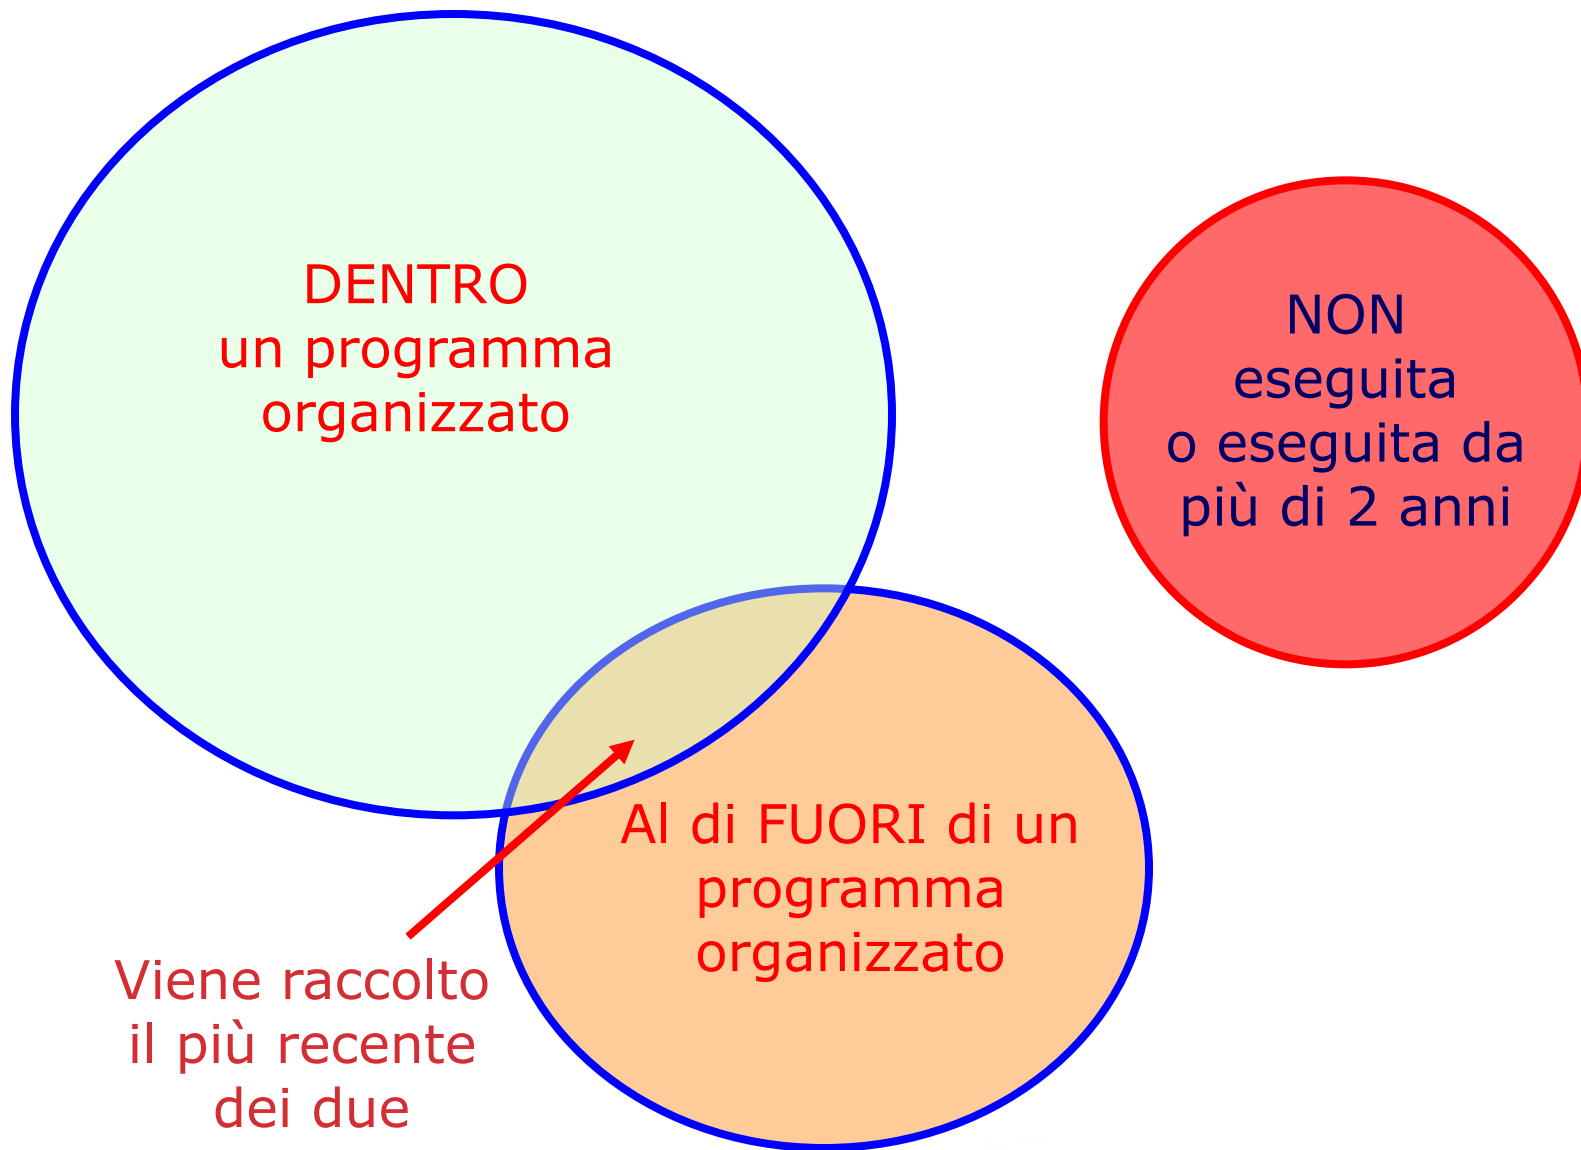 DENTRO
un programma
organizzato
NON
eseguita
o eseguita da
più di 2 anni
Al di FUORI di un
programma
organizzato
Viene raccolto
il più recente
dei due